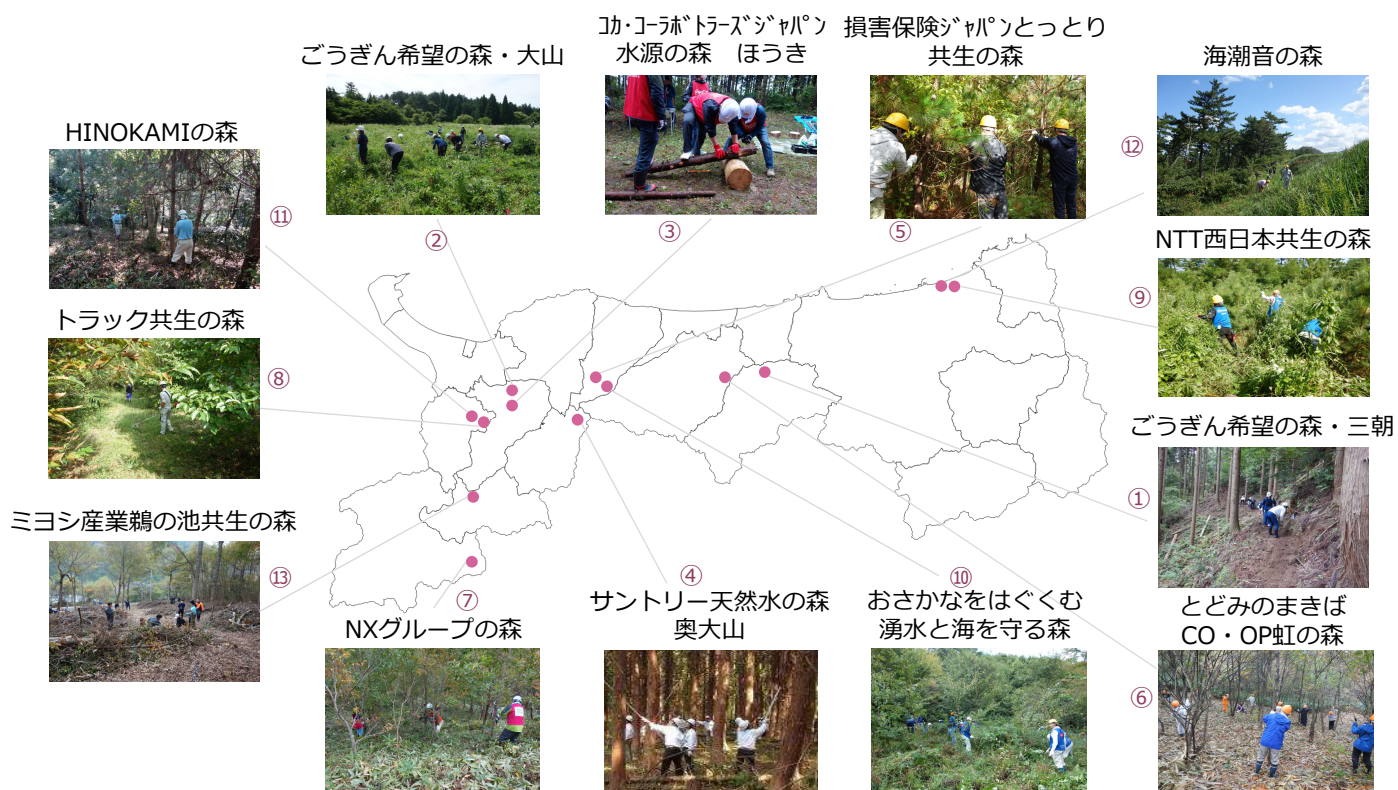 ごうぎん希望の森・大山
ｺｶ･ｺｰﾗﾎﾞﾄﾗｰｽﾞｼﾞｬﾊﾟﾝ
水源の森　ほうき
損害保険ｼﾞｬﾊﾟﾝとっとり
共生の森
海潮音の森
HINOKAMIの森
⑫
⑪
②
③
⑤
NTT西日本共生の森
⑨
トラック共生の森
⑧
ごうぎん希望の森・三朝
①
ミヨシ産業鵜の池共生の森
⑬
⑦
NXグループの森
④
サントリー天然水の森
奥大山
⑩
おさかなをはぐくむ
湧水と海を守る森
とどみのまきば
CO・OP虹の森
⑥